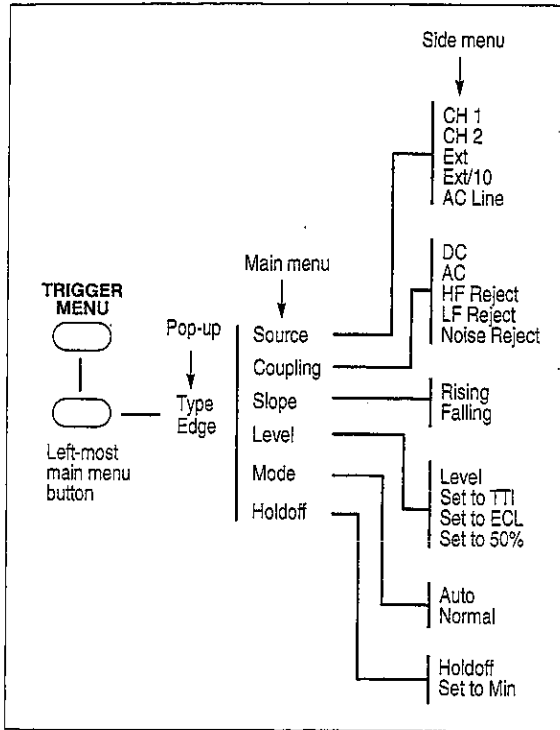 Side menu
CH 1
CH 2
Ext
Ext/10
AC Line
Main menu
DC
AC
HF Reject
LF Reject
Noise Reject
TRIGGER
MENU
Pop-up
Source
Coupling
Slope
Level
Mode
Holdoff
Type
Edge
Left-most
main menu
button
Rising
Falling
Level
Set to TTI
Set to ECL
Set to 50%
Auto
Normal
Holdoff
Set to Min